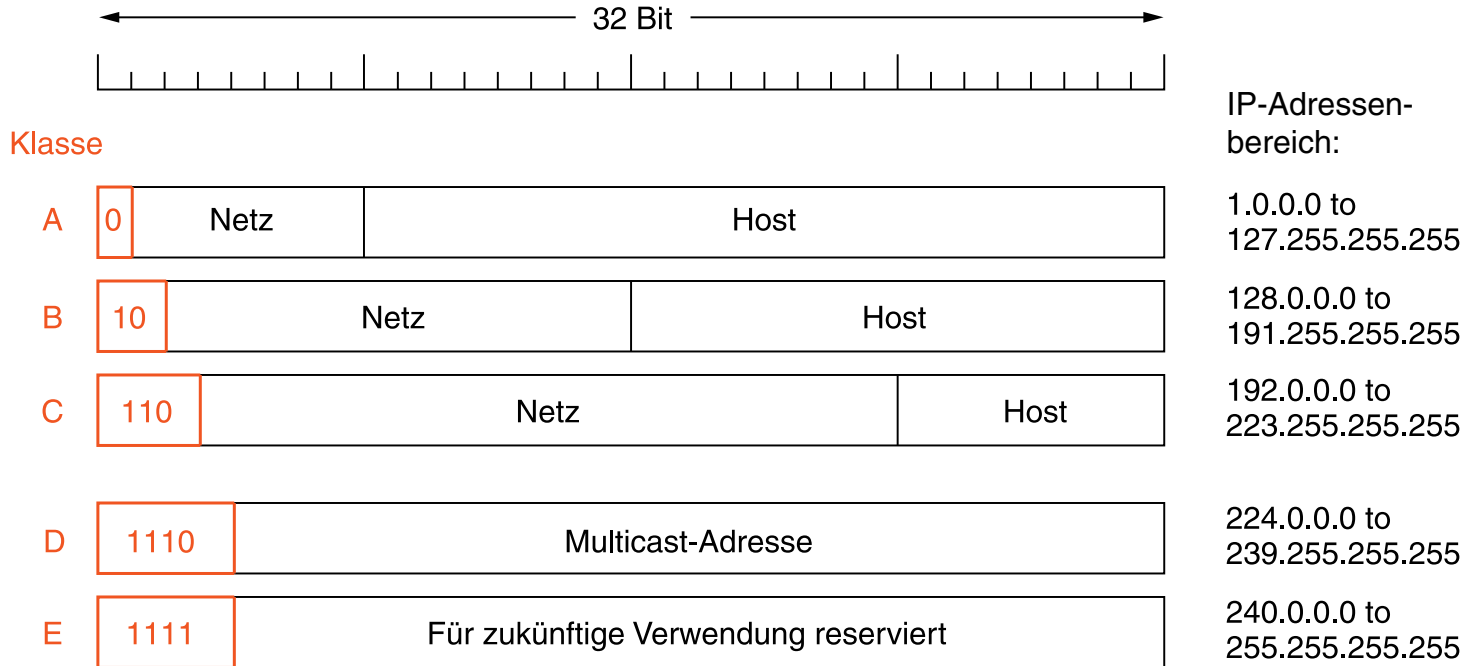 32 Bit
IP-Adressen-
bereich:
Klasse
A 0 Netz Host 1.0.0.0 to
127.255.255.255
B 10 Netz Host 128.0.0.0 to
191.255.255.255
C 110 Netz Host 192.0.0.0 to
223.255.255.255
D 1110 Multicast-Adresse 224.0.0.0 to
239.255.255.255
E 1111 Für zukünftige Verwendung reserviert 240.0.0.0 to
255.255.255.255